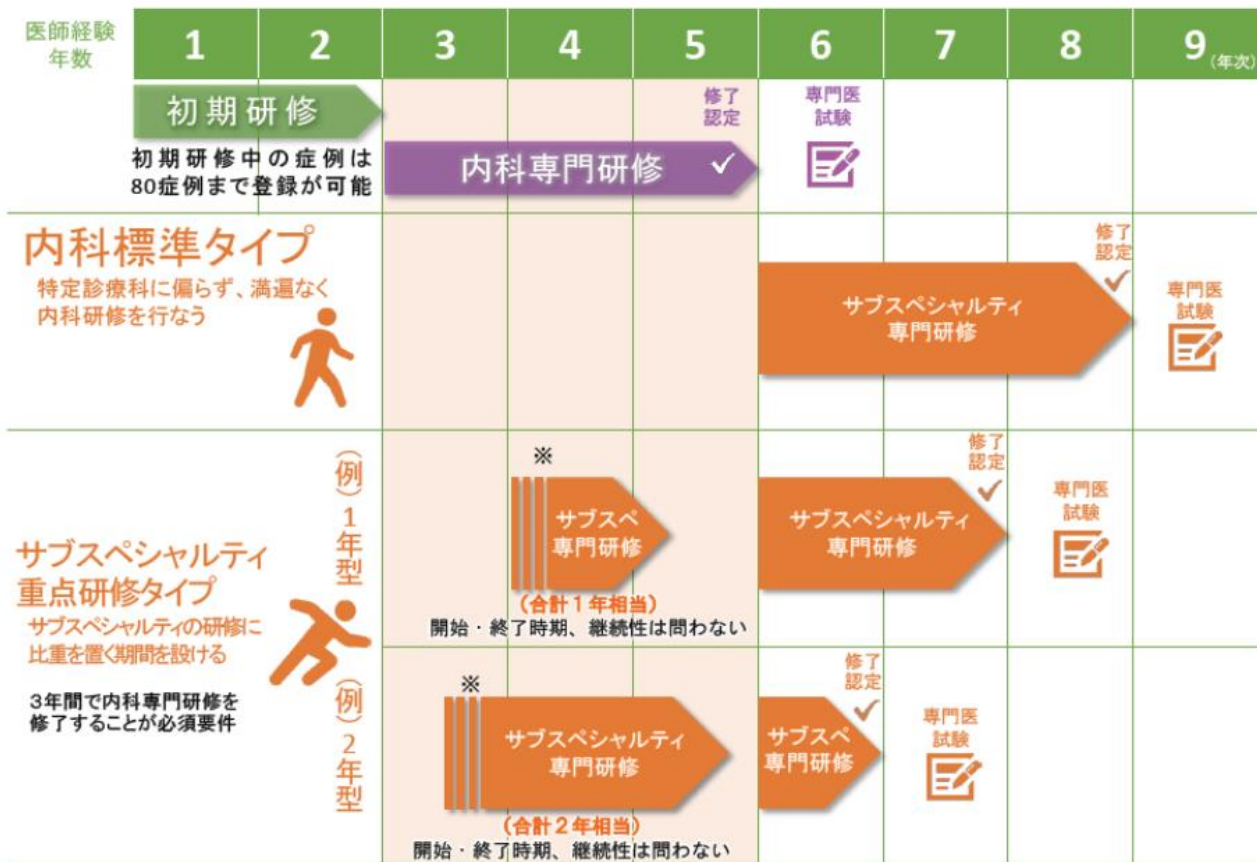 医師経験
年数
1 2 3 4 5 6 7 8 9(年次)
初期研修
初期研修中の症例は
80症例まで登録が可能
修了
認定
内科専門研修
専門医
試験
内科標準タイプ
特定診療科に偏らず、満遍なく
内科研修を行なう
修了
認定
サブスペシャルティ
専門研修
専門医
試験
サブスペシャルティ
重点研修タイプ
サブスペシャルティの研修に
比重を置く期間を設ける
3年間で内科専門研修を
修了することが必須要件
(例)1年型
※
サブスペ
専門研修
(合計1年相当)
開始・終了時期、継続性は問わない
修了
認定
サブスペシャルティ
専門研修
専門医
試験
(例)2年型
※
サブスペシャルティ
専門研修
(合計2年相当)
開始・終了時期、継続性は問わない
修了
認定
サブスペ
専門研修
専門医
試験